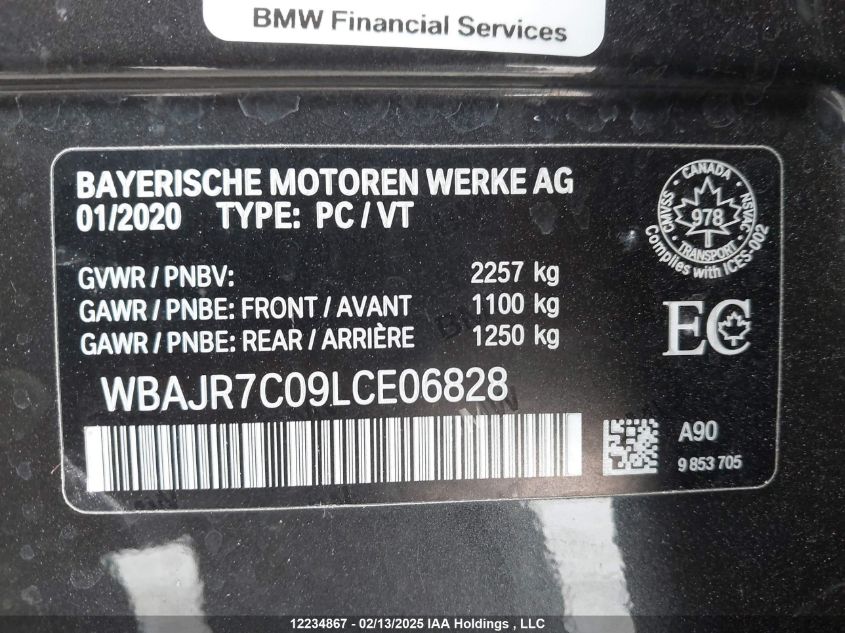 BMW Financial Services
BAYERISCHE MOTOREN WERKE AG
01/2020 TYPE: PC / VT
GVWR / PNBV: 2257 kg
GAWR / PNBE: FRONT / AVANT 1100 kg
GAWR / PNBE: REAR / ARRIÈRE 1250 kg
WBAJR7C09LCE06828
CANADA
CMVSS
978
NSVAC
TRANSPORT
Complies with ICES-002
EC
A90
9 853 705
12234867 - 02/13/2025 IAA Holdings , LLC